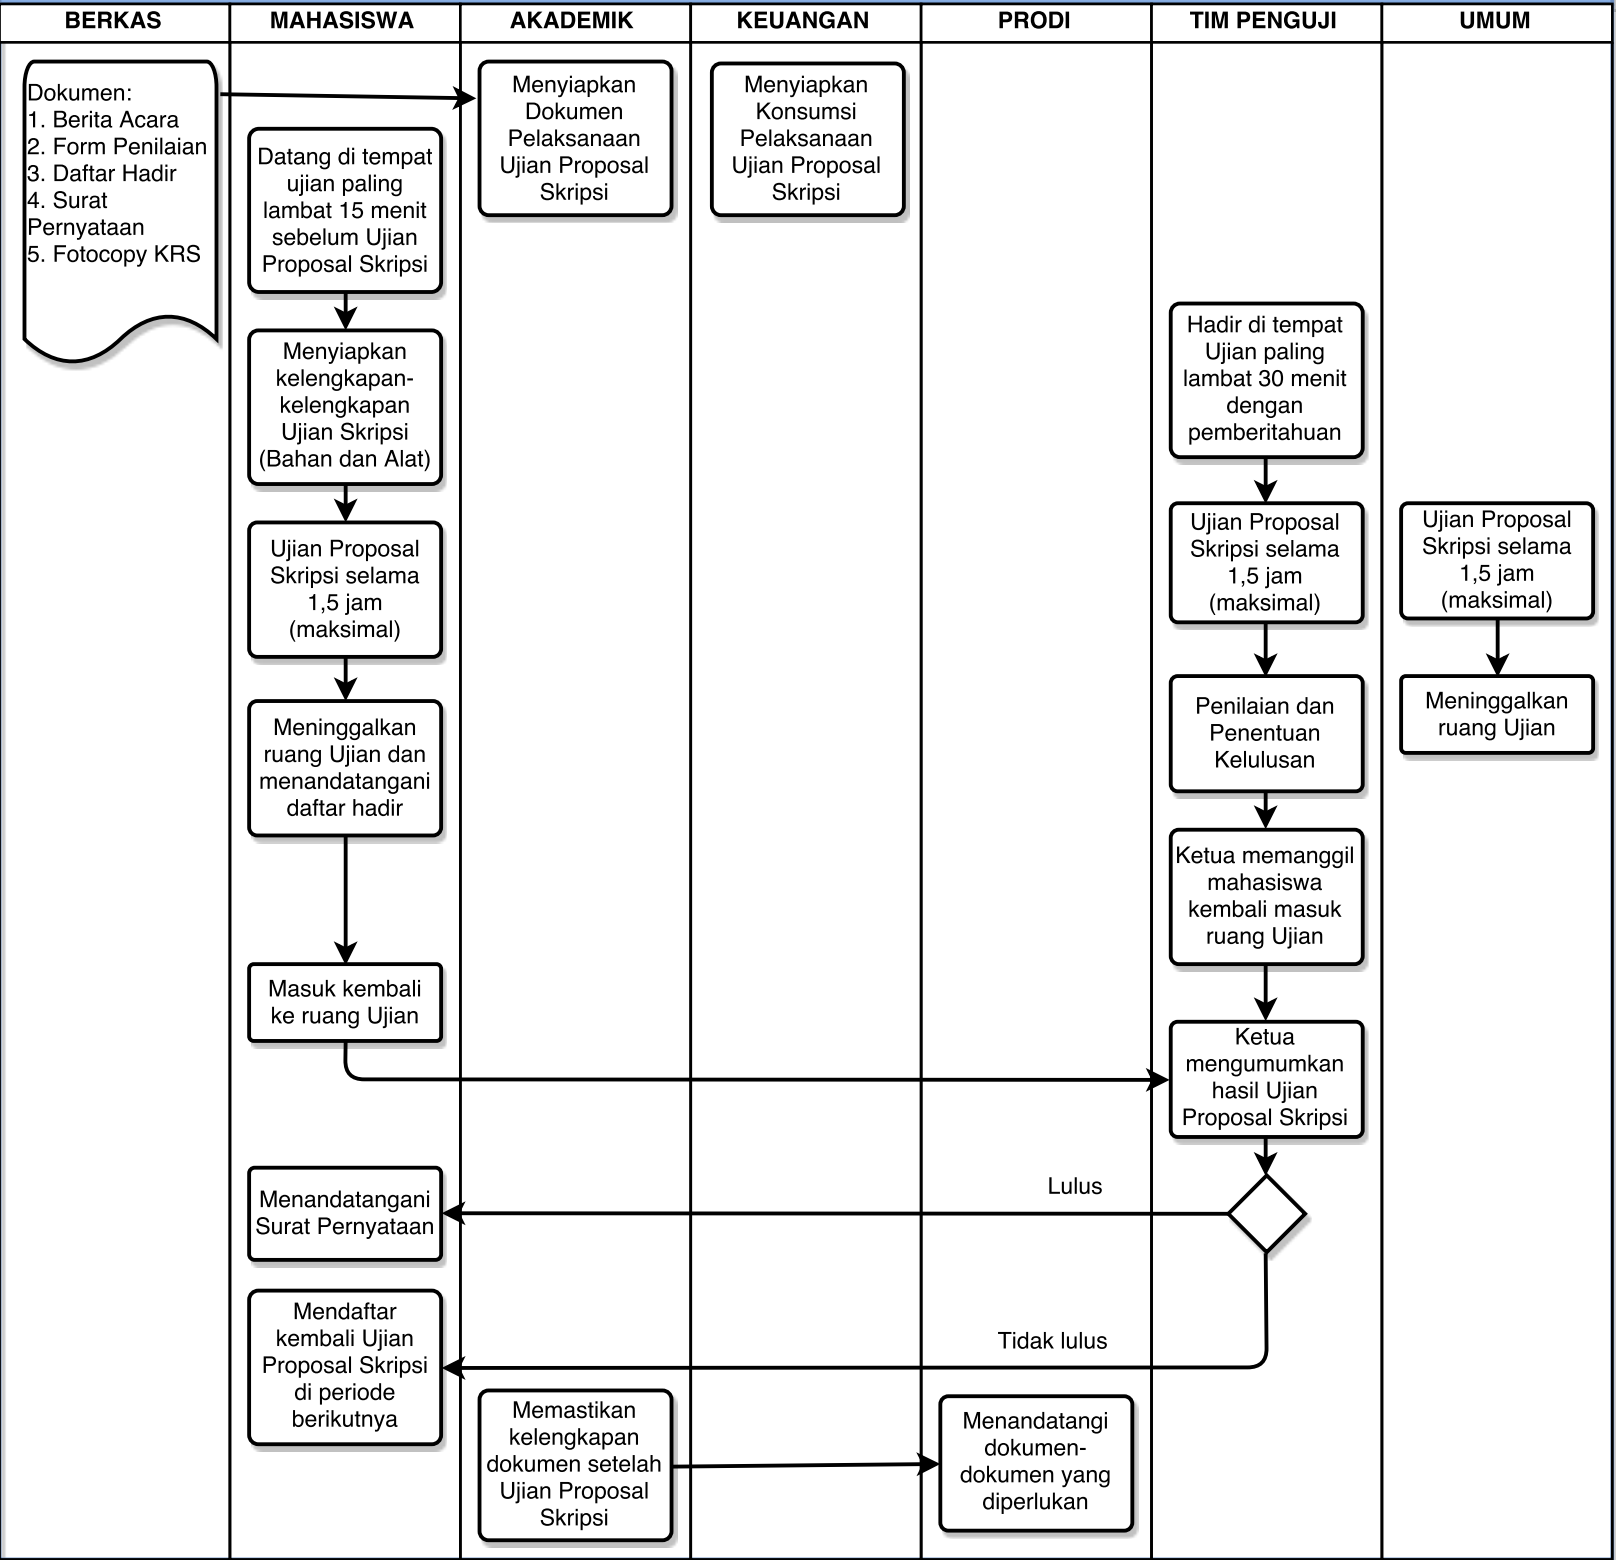 BERKAS
MAHASISWA
AKADEMIK
KEUANGAN
PRODI
TIM PENGUJI
UMUM
Dokumen:
1. Berita Acara
2. Form Penilaian
3. Daftar Hadir
4. Surat
Pernyataan
5. Fotocopy KRS
Menyiapkan
Dokumen
Pelaksanaan
Ujian Proposal
Skripsi
Menyiapkan
Konsumsi
Pelaksanaan
Ujian Proposal
Skripsi
Datang di tempat
ujian paling
lambat 15 menit
sebelum Ujian
Proposal Skripsi
Menyiapkan
kelengkapan-
kelengkapan
Ujian Skripsi
(Bahan dan Alat)
Hadir di tempat
Ujian paling
lambat 30 menit
dengan
pemberitahuan
Ujian Proposal
Skripsi selama
1,5 jam
(maksimal)
Ujian Proposal
Skripsi selama
1,5 jam
(maksimal)
Ujian Proposal
Skripsi selama
1,5 jam
(maksimal)
Meninggalkan
ruang Ujian dan
menandatangani
daftar hadir
Penilaian dan
Penentuan
Kelulusan
Meninggalkan
ruang Ujian
Ketua memanggil
mahasiswa
kembali masuk
ruang Ujian
Masuk kembali
ke ruang Ujian
Ketua
mengumumkan
hasil Ujian
Proposal Skripsi
Lulus
Menandatangani
Surat Pernyataan
Tidak lulus
Mendaftar
kembali Ujian
Proposal Skripsi
di periode
berikutnya
Memastikan
kelengkapan
dokumen setelah
Ujian Proposal
Skripsi
Menandatangi
dokumen-
dokumen yang
diperlukan